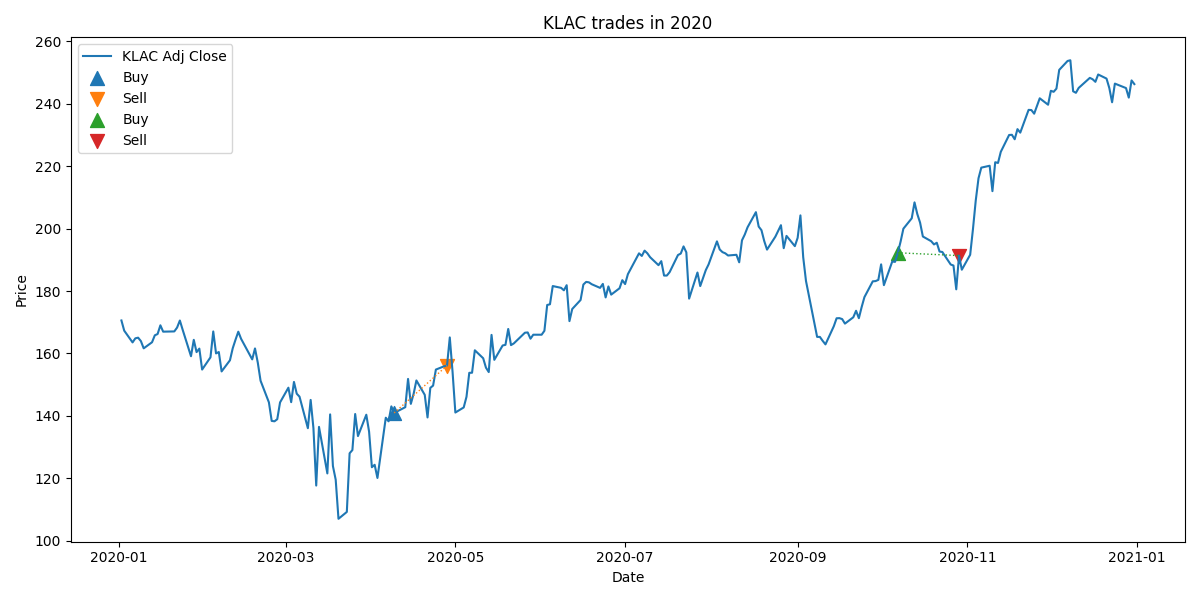 KLAC trades in 2020
KLAC Adj Close
Buy
Sell
Buy
Sell
Price
260
240
220
200
180
160
140
120
100
2020-01 2020-03 2020-05 2020-07 2020-09 2020-11 2021-01
Date